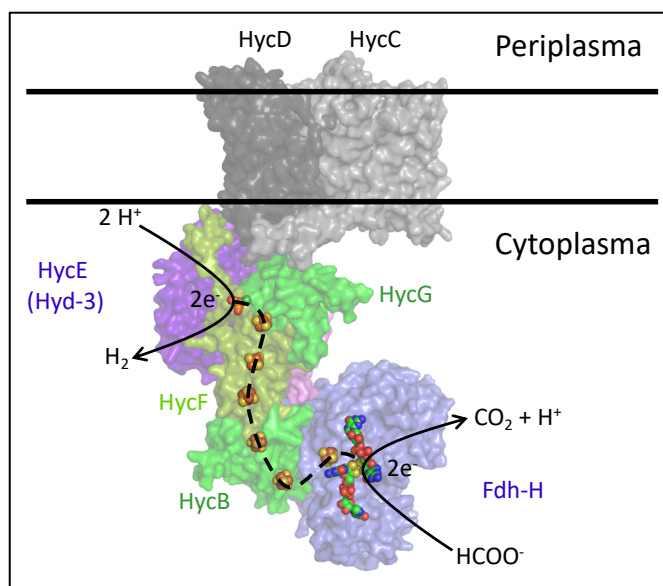 HycD
HycC
Periplasma
2 H⁺
Cytoplasma
HycE
(Hyd-3)
2e⁻
HycG
H₂
HycF
CO₂ + H⁺
2e⁻
HycB
Fdh-H
HCOO⁻